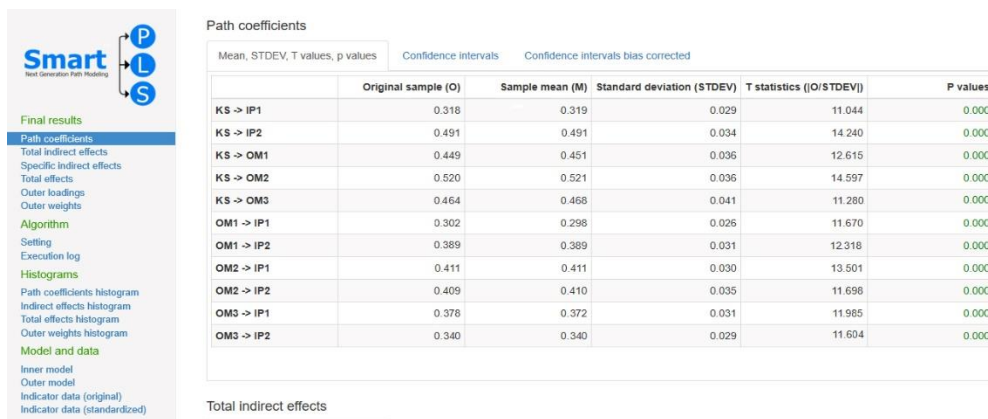 Smart
Next Generation Path Modeling
P
L
S
Final results
Path coefficients
Total indirect effects
Specific indirect effects
Total effects
Outer loadings
Outer weights
Algorithm
Setting
Execution log
Histograms
Path coefficients histogram
Indirect effects histogram
Total effects histogram
Outer weights histogram
Model and data
Inner model
Outer model
Indicator data (original)
Indicator data (standardized)
Path coefficients
Mean, STDEV, T values, p values Confidence intervals Confidence intervals bias corrected
Original sample (O) Sample mean (M) Standard deviation (STDEV) T statistics (|O/STDEV|) P values
KS -> IP1 0.318 0.319 0.029 11.044 0.000
KS -> IP2 0.491 0.491 0.034 14.240 0.000
KS -> OM1 0.449 0.451 0.036 12.615 0.000
KS -> OM2 0.520 0.521 0.036 14.597 0.000
KS -> OM3 0.464 0.468 0.041 11.280 0.000
OM1 -> IP1 0.302 0.298 0.026 11.670 0.000
OM1 -> IP2 0.389 0.389 0.031 12.318 0.000
OM2 -> IP1 0.411 0.411 0.030 13.501 0.000
OM2 -> IP2 0.409 0.410 0.035 11.698 0.000
OM3 -> IP1 0.378 0.372 0.031 11.985 0.000
OM3 -> IP2 0.340 0.340 0.029 11.604 0.000
Total indirect effects